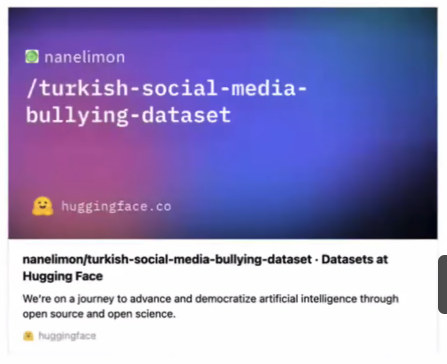 nanelimon
/turkish-social-media-
bullying-dataset
huggingface.co
nanelimon/turkish-social-media-bullying-dataset · Datasets at
Hugging Face
We're on a journey to advance and democratize artificial intelligence through
open source and open science.
huggingface